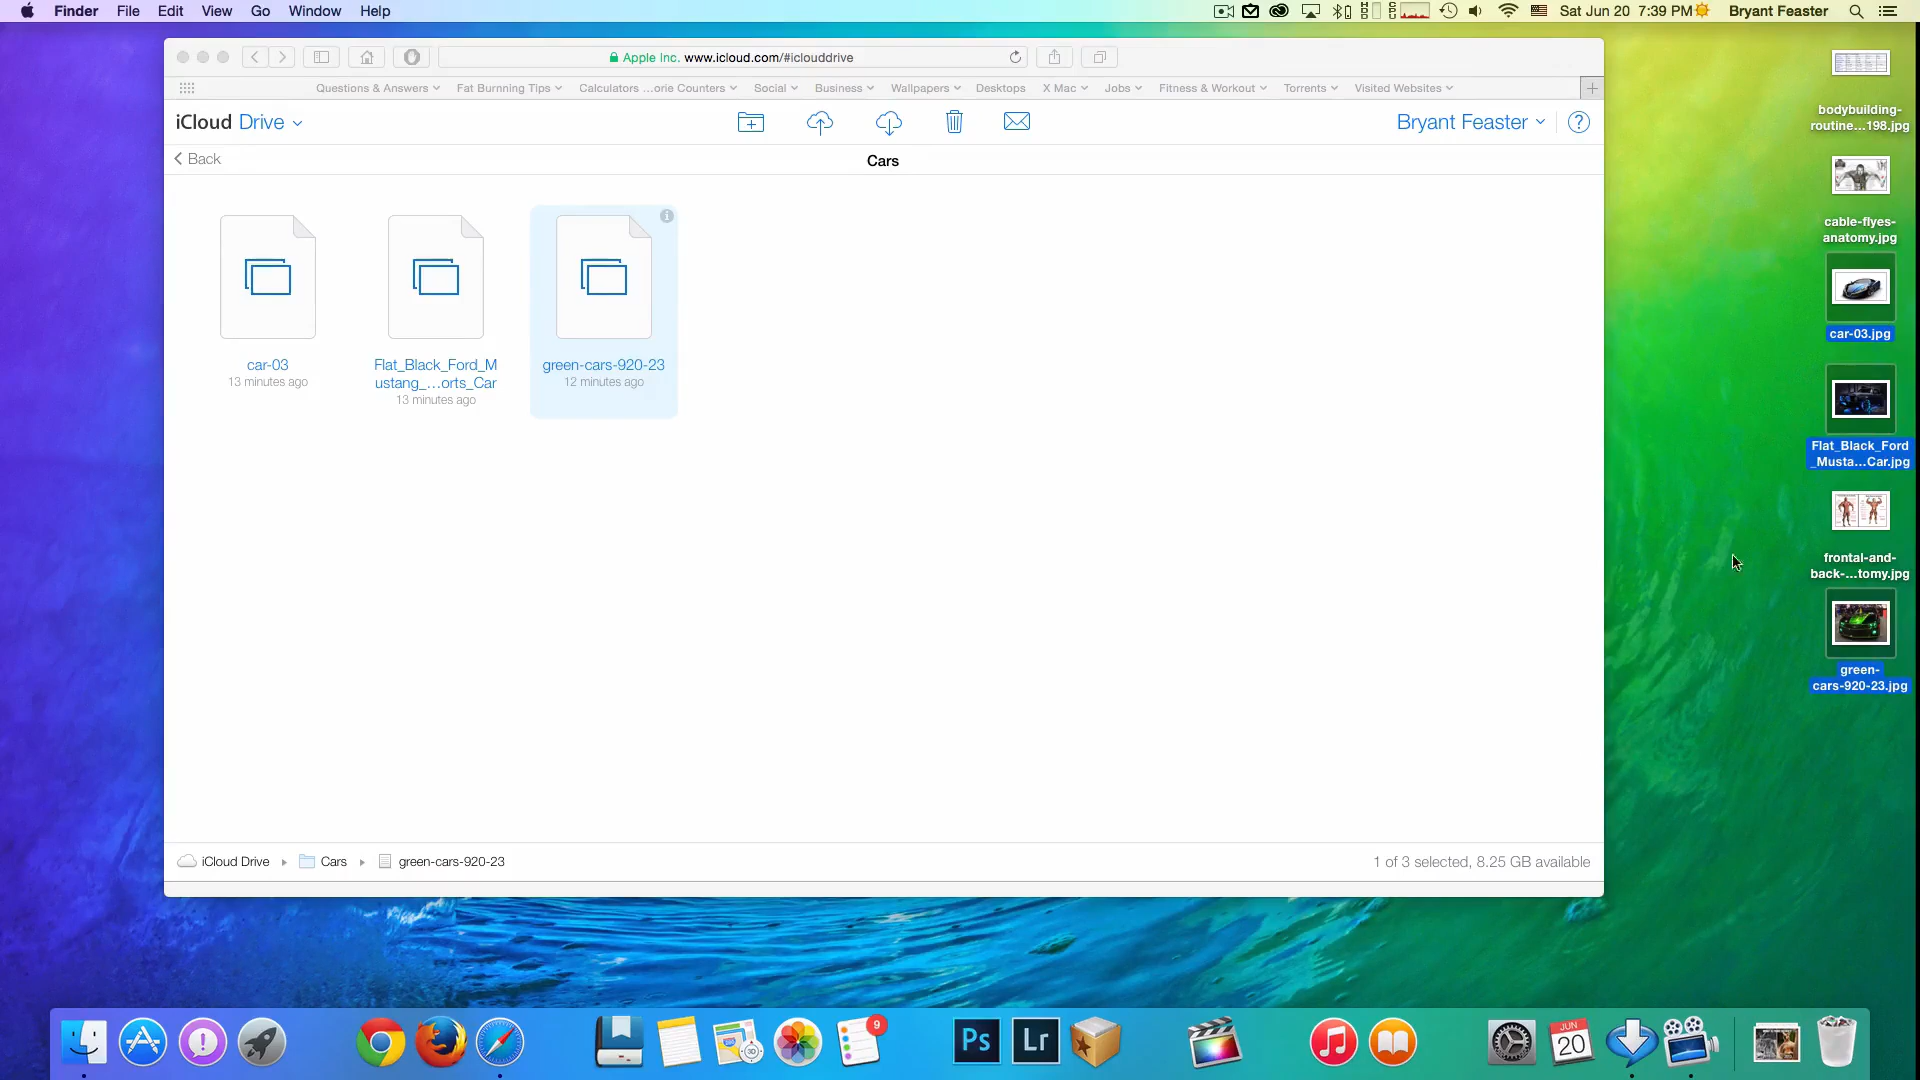 Finder File Edit View Go Window Help
Sat Jun 20 7:39 PM Bryant Feaster
Apple Inc. www.icloud.com/#iclouddrive
Questions & Answers Fat Burnning Tips Calculators ...orie Counters Social Business Wallpapers Desktops X Mac Jobs Fitness & Workout Torrents Visited Websites
iCloud Drive
Bryant Feaster
?
Back
Cars
car-03
13 minutes ago
Flat_Black_Ford_M
ustang_...orts_Car
13 minutes ago
green-cars-920-23
12 minutes ago
iCloud Drive Cars green-cars-920-23
1 of 3 selected, 8.25 GB available
bodybuilding-
routine...198.jpg
cable-flyes-
anatomy.jpg
car-03.jpg
Flat_Black_Ford
_Musta...Car.jpg
frontal-and-
back-...tomy.jpg
green-
cars-920-23.jpg
9
Ps
Lr
JUN
20